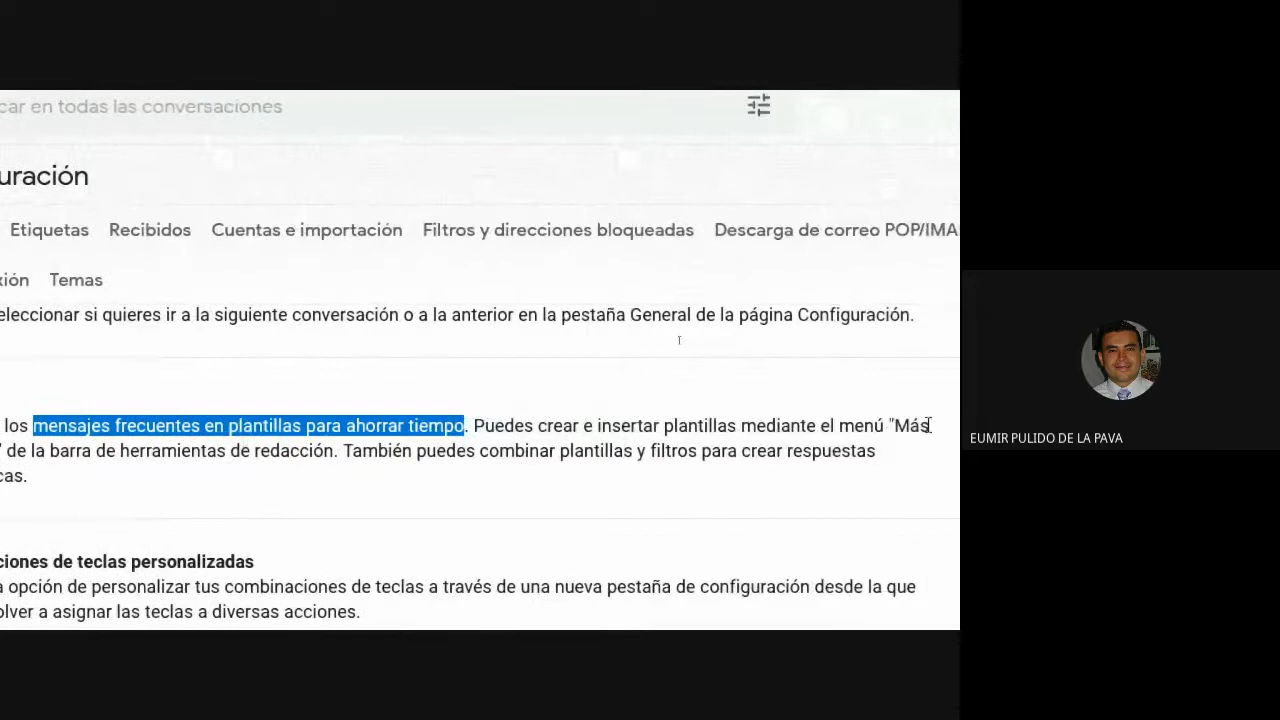 car en todas las conversaciones
uración
Etiquetas Recibidos Cuentas e importación Filtros y direcciones bloqueadas Descarga de correo POP/IMA
xión Temas
eleccionar si quieres ir a la siguiente conversación o a la anterior en la pestaña General de la página Configuración.
los mensajes frecuentes en plantillas para ahorrar tiempo. Puedes crear e insertar plantillas mediante el menú "Más
" de la barra de herramientas de redacción. También puedes combinar plantillas y filtros para crear respuestas
cas.
ciones de teclas personalizadas
a opción de personalizar tus combinaciones de teclas a través de una nueva pestaña de configuración desde la que
olver a asignar las teclas a diversas acciones.
EUMIR PULIDO DE LA PAVA